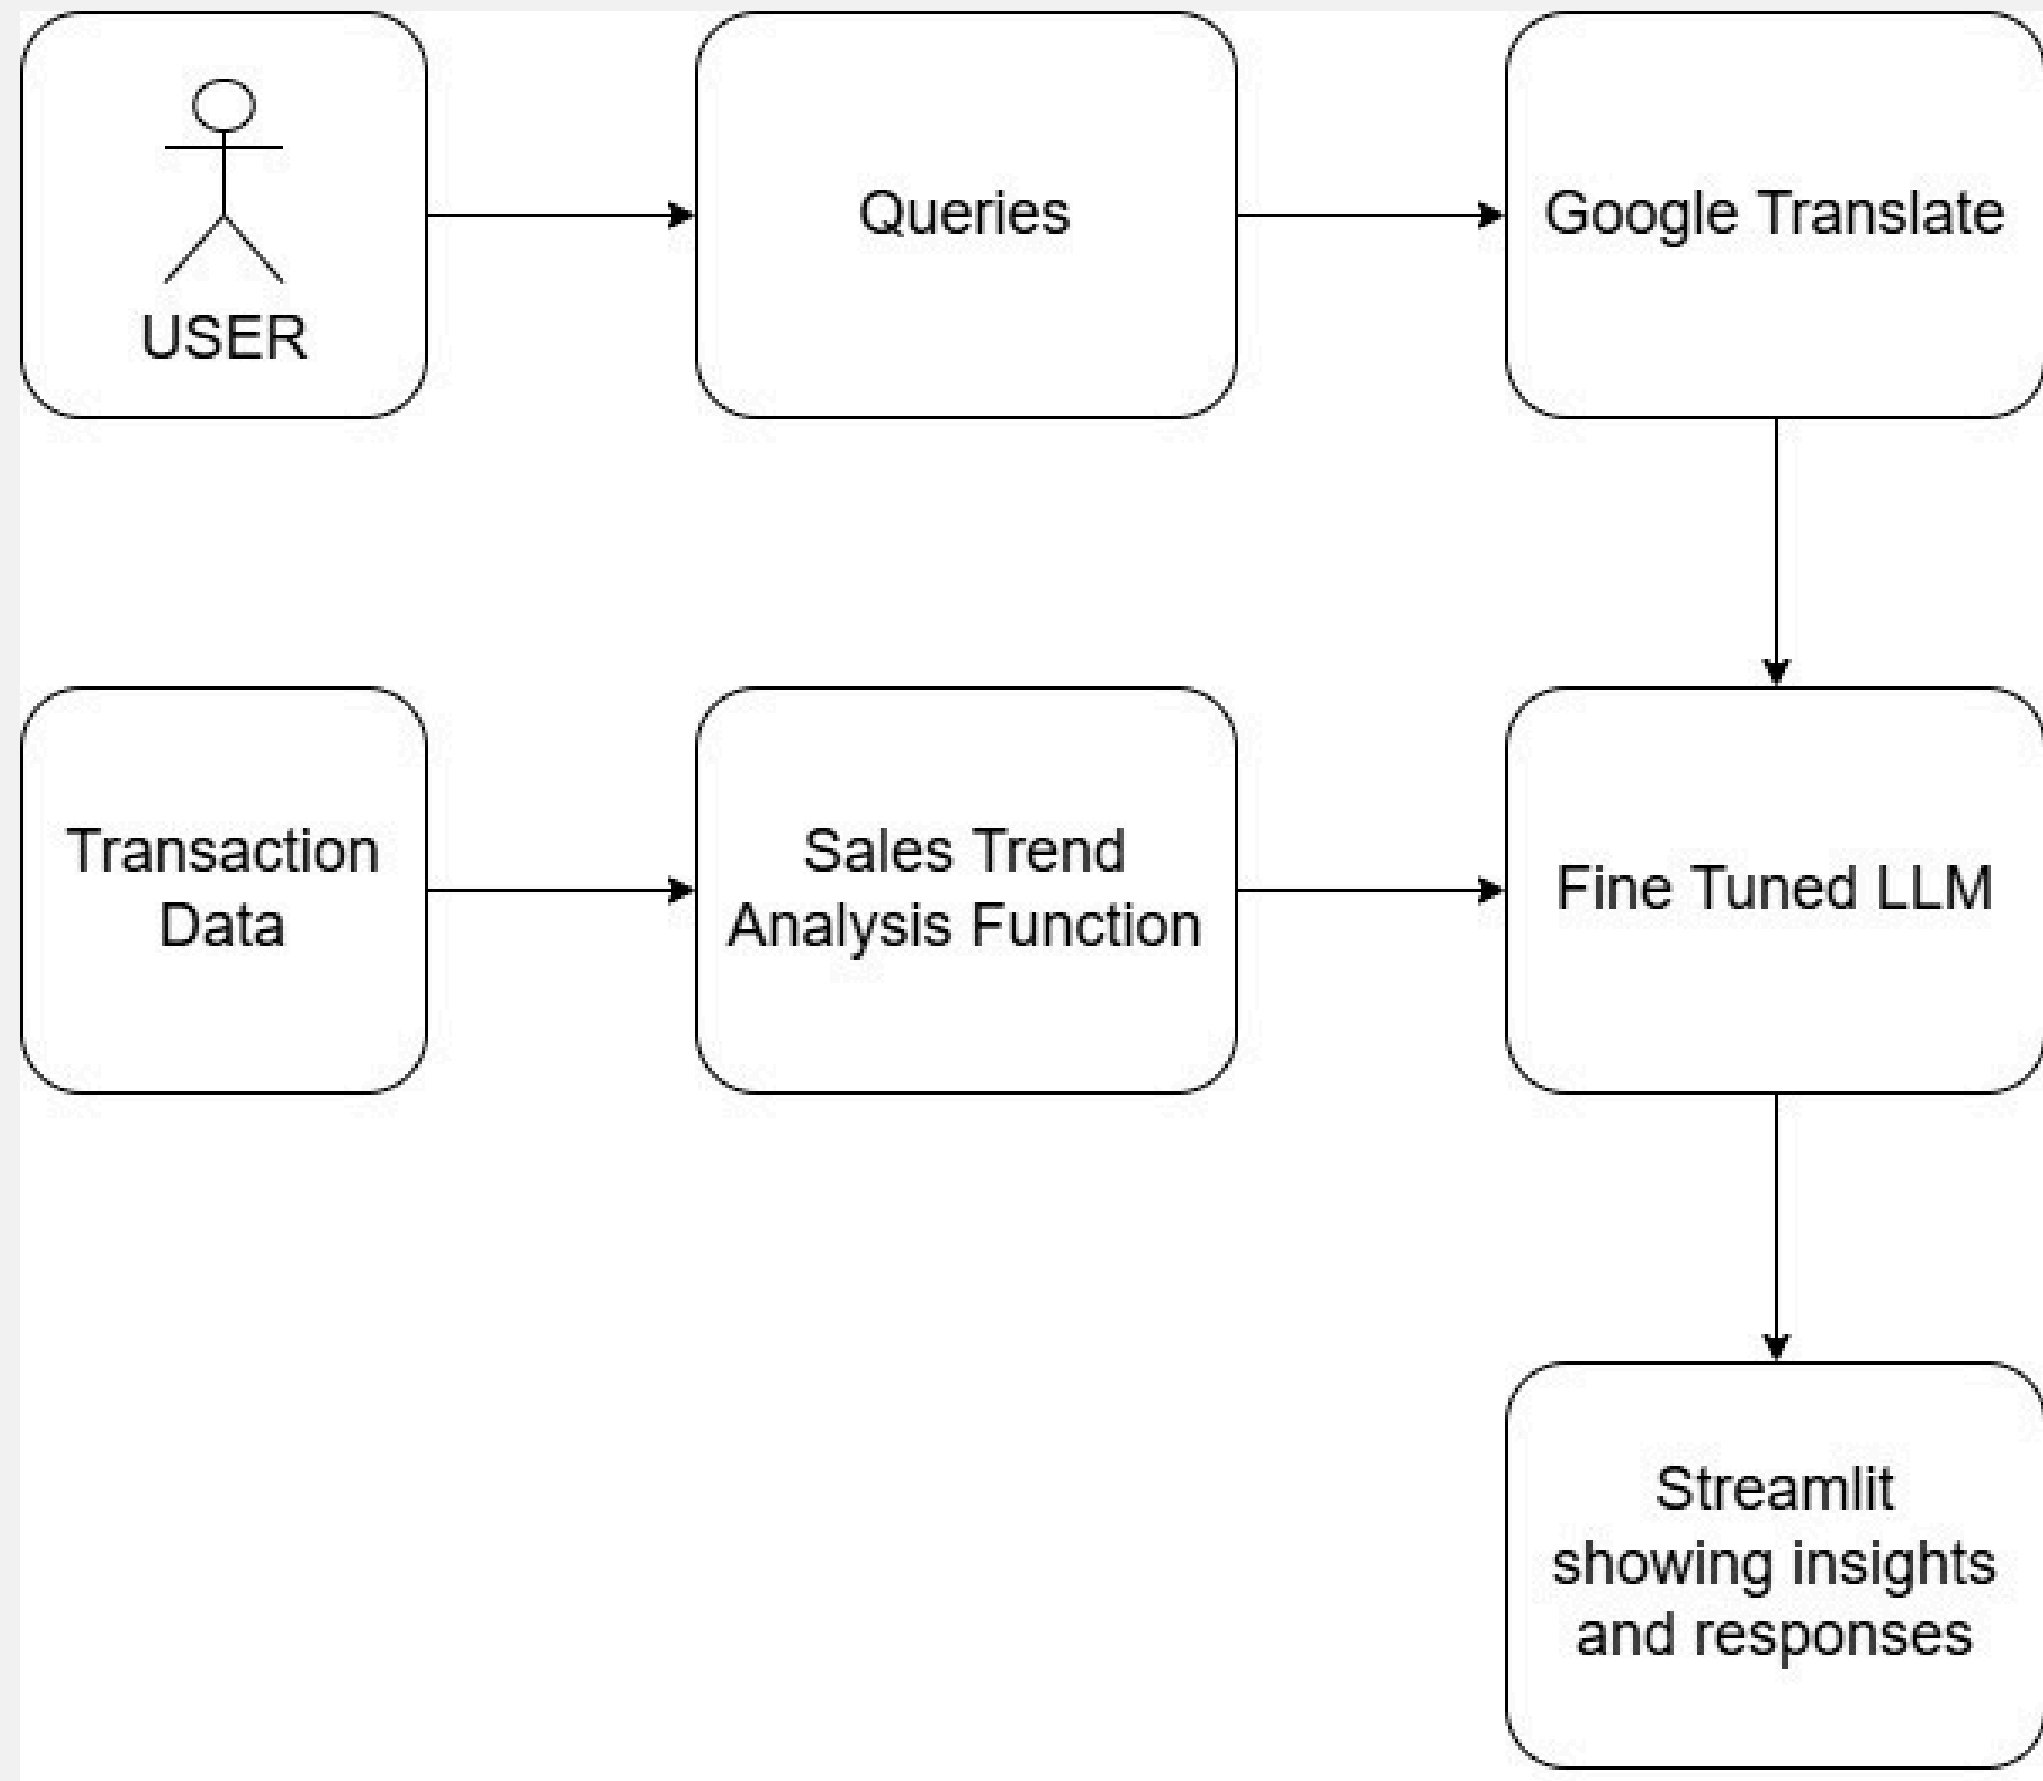 USER
Queries
Google Translate
Transaction
Data
Sales Trend
Analysis Function
Fine Tuned LLM
Streamlit
showing insights
and responses